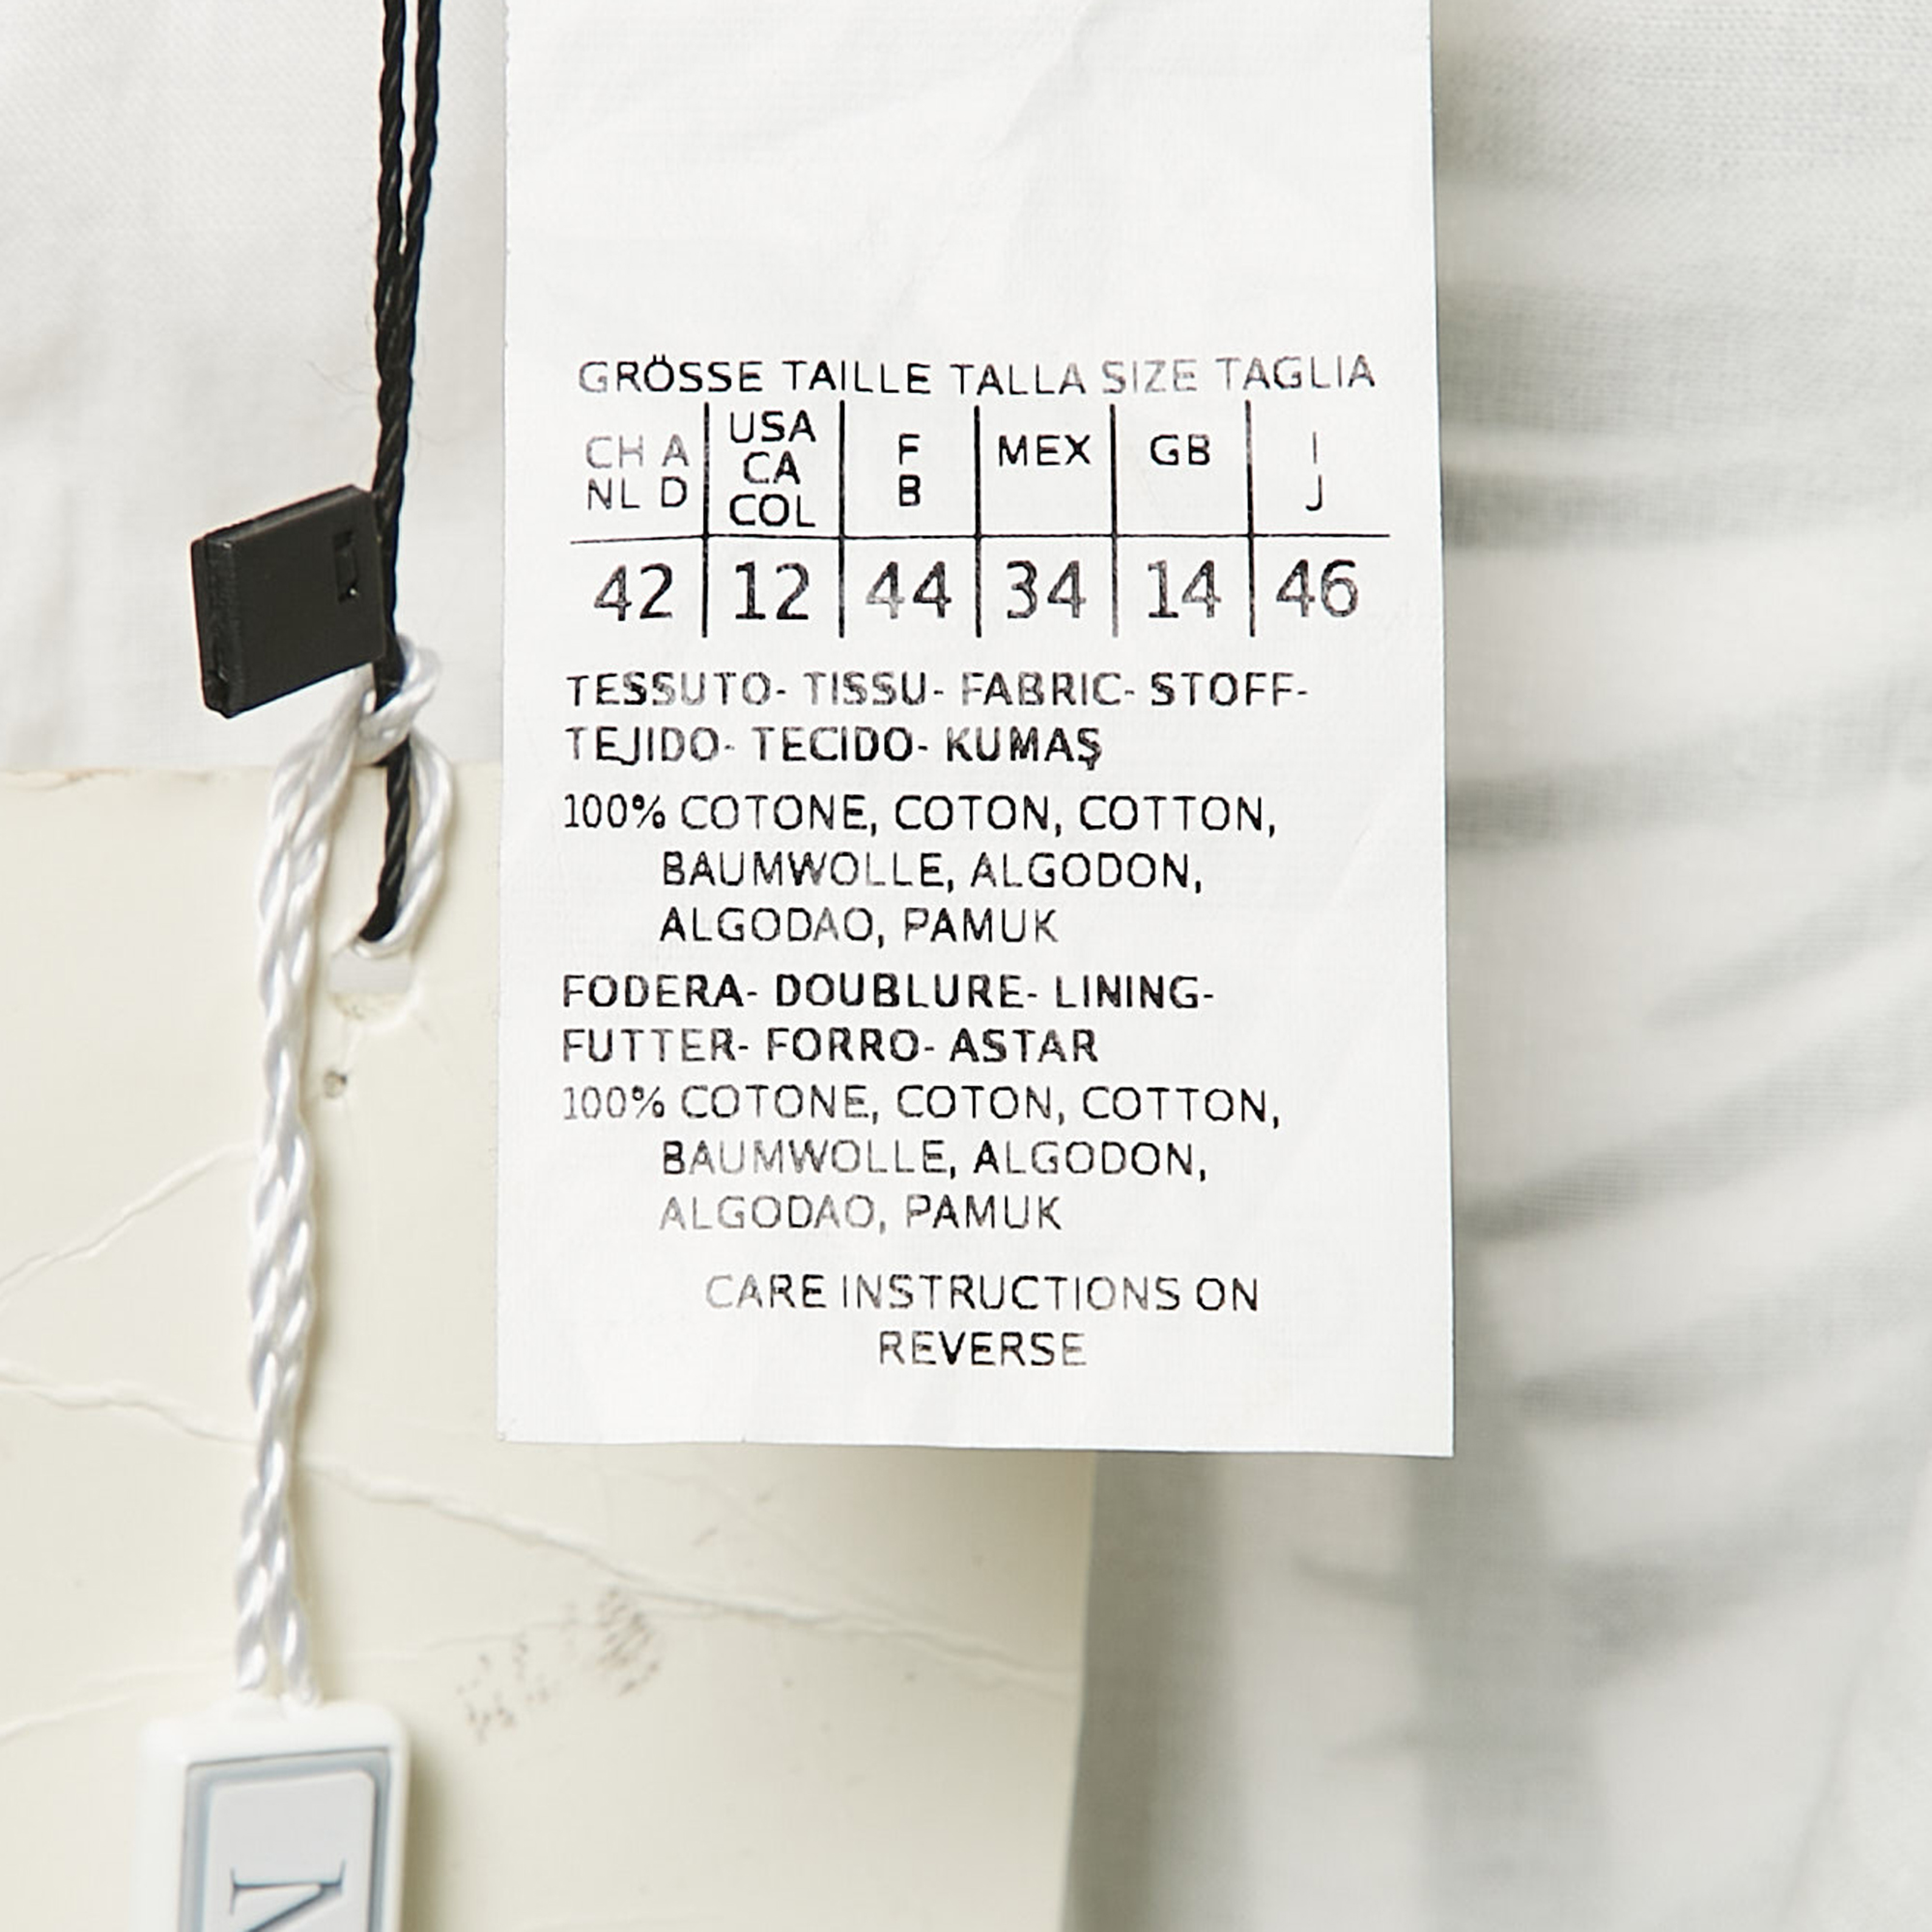 GRÖSSE TAILLE TALLA SIZE TAGLIA
CH A NL D | USA CA COL | F B | MEX | GB | I J
42 | 12 | 44 | 34 | 14 | 46
TESSUTO- TISSU- FABRIC- STOFF-
TEJIDO- TECIDO- KUMAŞ
100% COTONE, COTON, COTTON,
BAUMWOLLE, ALGODON,
ALGODAO, PAMUK
FODERA- DOUBLURE- LINING-
FUTTER- FORRO- ASTAR
100% COTONE, COTON, COTTON,
BAUMWOLLE, ALGODON,
ALGODAO, PAMUK
CARE INSTRUCTIONS ON
REVERSE